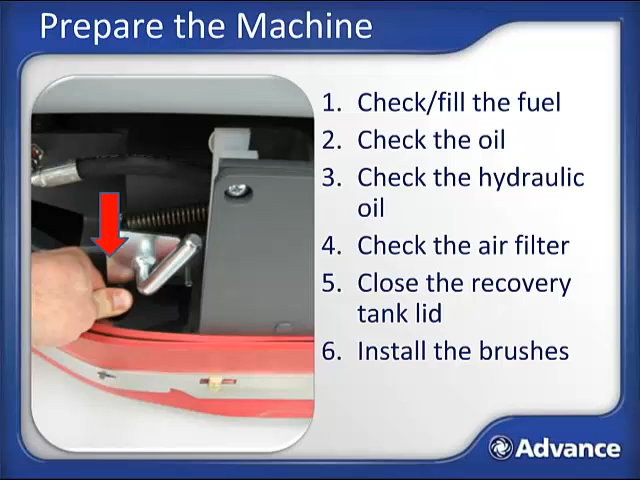 Prepare the Machine
1. Check/fill the fuel
2. Check the oil
3. Check the hydraulic
oil
4. Check the air filter
5. Close the recovery
tank lid
6. Install the brushes
Advance